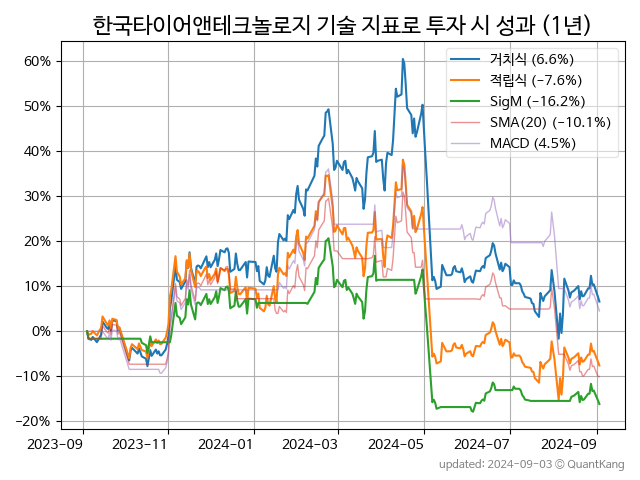 한국타이어앤테크놀로지 기술 지표로 투자 시 성과 (1년)
거치식 (6.6%)
적립식 (−7.6%)
SigM (−16.2%)
SMA(20) (−10.1%)
MACD (4.5%)
60%
50%
40%
30%
20%
10%
0%
−10%
−20%
2023-09 2023-11 2024-01 2024-03 2024-05 2024-07 2024-09
updated: 2024-09-03 © QuantKang